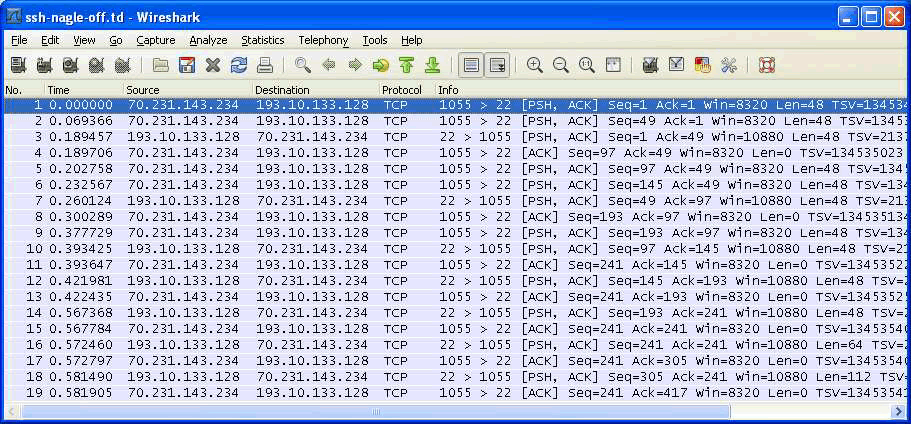 ssh-nagle-off.td - Wireshark
File Edit View Go Capture Analyze Statistics Telephony Tools Help
No. Time Source Destination Protocol Info
1 0.000000 70.231.143.234 193.10.133.128 TCP 1055 > 22 [PSH, ACK] Seq=1 Ack=1 Win=8320 Len=48 TSV=134534
2 0.069366 70.231.143.234 193.10.133.128 TCP 1055 > 22 [PSH, ACK] Seq=49 Ack=1 Win=8320 Len=48 TSV=13453
3 0.189457 193.10.133.128 70.231.143.234 TCP 22 > 1055 [PSH, ACK] Seq=1 Ack=49 Win=10880 Len=48 TSV=2137
4 0.189706 70.231.143.234 193.10.133.128 TCP 1055 > 22 [ACK] Seq=97 Ack=49 Win=8320 Len=0 TSV=134535023
5 0.202758 70.231.143.234 193.10.133.128 TCP 1055 > 22 [PSH, ACK] Seq=97 Ack=49 Win=8320 Len=48 TSV=1345
6 0.232567 70.231.143.234 193.10.133.128 TCP 1055 > 22 [PSH, ACK] Seq=145 Ack=49 Win=8320 Len=48 TSV=134
7 0.260124 193.10.133.128 70.231.143.234 TCP 22 > 1055 [PSH, ACK] Seq=49 Ack=97 Win=10880 Len=48 TSV=213
8 0.300289 70.231.143.234 193.10.133.128 TCP 1055 > 22 [ACK] Seq=193 Ack=97 Win=8320 Len=0 TSV=134535134
9 0.377729 70.231.143.234 193.10.133.128 TCP 1055 > 22 [PSH, ACK] Seq=193 Ack=97 Win=8320 Len=48 TSV=134
10 0.393425 193.10.133.128 70.231.143.234 TCP 22 > 1055 [PSH, ACK] Seq=97 Ack=145 Win=10880 Len=48 TSV=21
11 0.393647 70.231.143.234 193.10.133.128 TCP 1055 > 22 [ACK] Seq=241 Ack=145 Win=8320 Len=0 TSV=13453522
12 0.421981 193.10.133.128 70.231.143.234 TCP 22 > 1055 [PSH, ACK] Seq=145 Ack=193 Win=10880 Len=48 TSV=2
13 0.422435 70.231.143.234 193.10.133.128 TCP 1055 > 22 [ACK] Seq=241 Ack=193 Win=8320 Len=0 TSV=13453525
14 0.567368 193.10.133.128 70.231.143.234 TCP 22 > 1055 [PSH, ACK] Seq=193 Ack=241 Win=10880 Len=48 TSV=2
15 0.567784 70.231.143.234 193.10.133.128 TCP 1055 > 22 [ACK] Seq=241 Ack=241 Win=8320 Len=0 TSV=13453540
16 0.572460 193.10.133.128 70.231.143.234 TCP 22 > 1055 [PSH, ACK] Seq=241 Ack=241 Win=10880 Len=64 TSV=2
17 0.572797 70.231.143.234 193.10.133.128 TCP 1055 > 22 [ACK] Seq=241 Ack=305 Win=8320 Len=0 TSV=13453540
18 0.581490 193.10.133.128 70.231.143.234 TCP 22 > 1055 [PSH, ACK] Seq=305 Ack=241 Win=10880 Len=112 TSV=
19 0.581905 70.231.143.234 193.10.133.128 TCP 1055 > 22 [ACK] Seq=241 Ack=417 Win=8320 Len=0 TSV=13453541